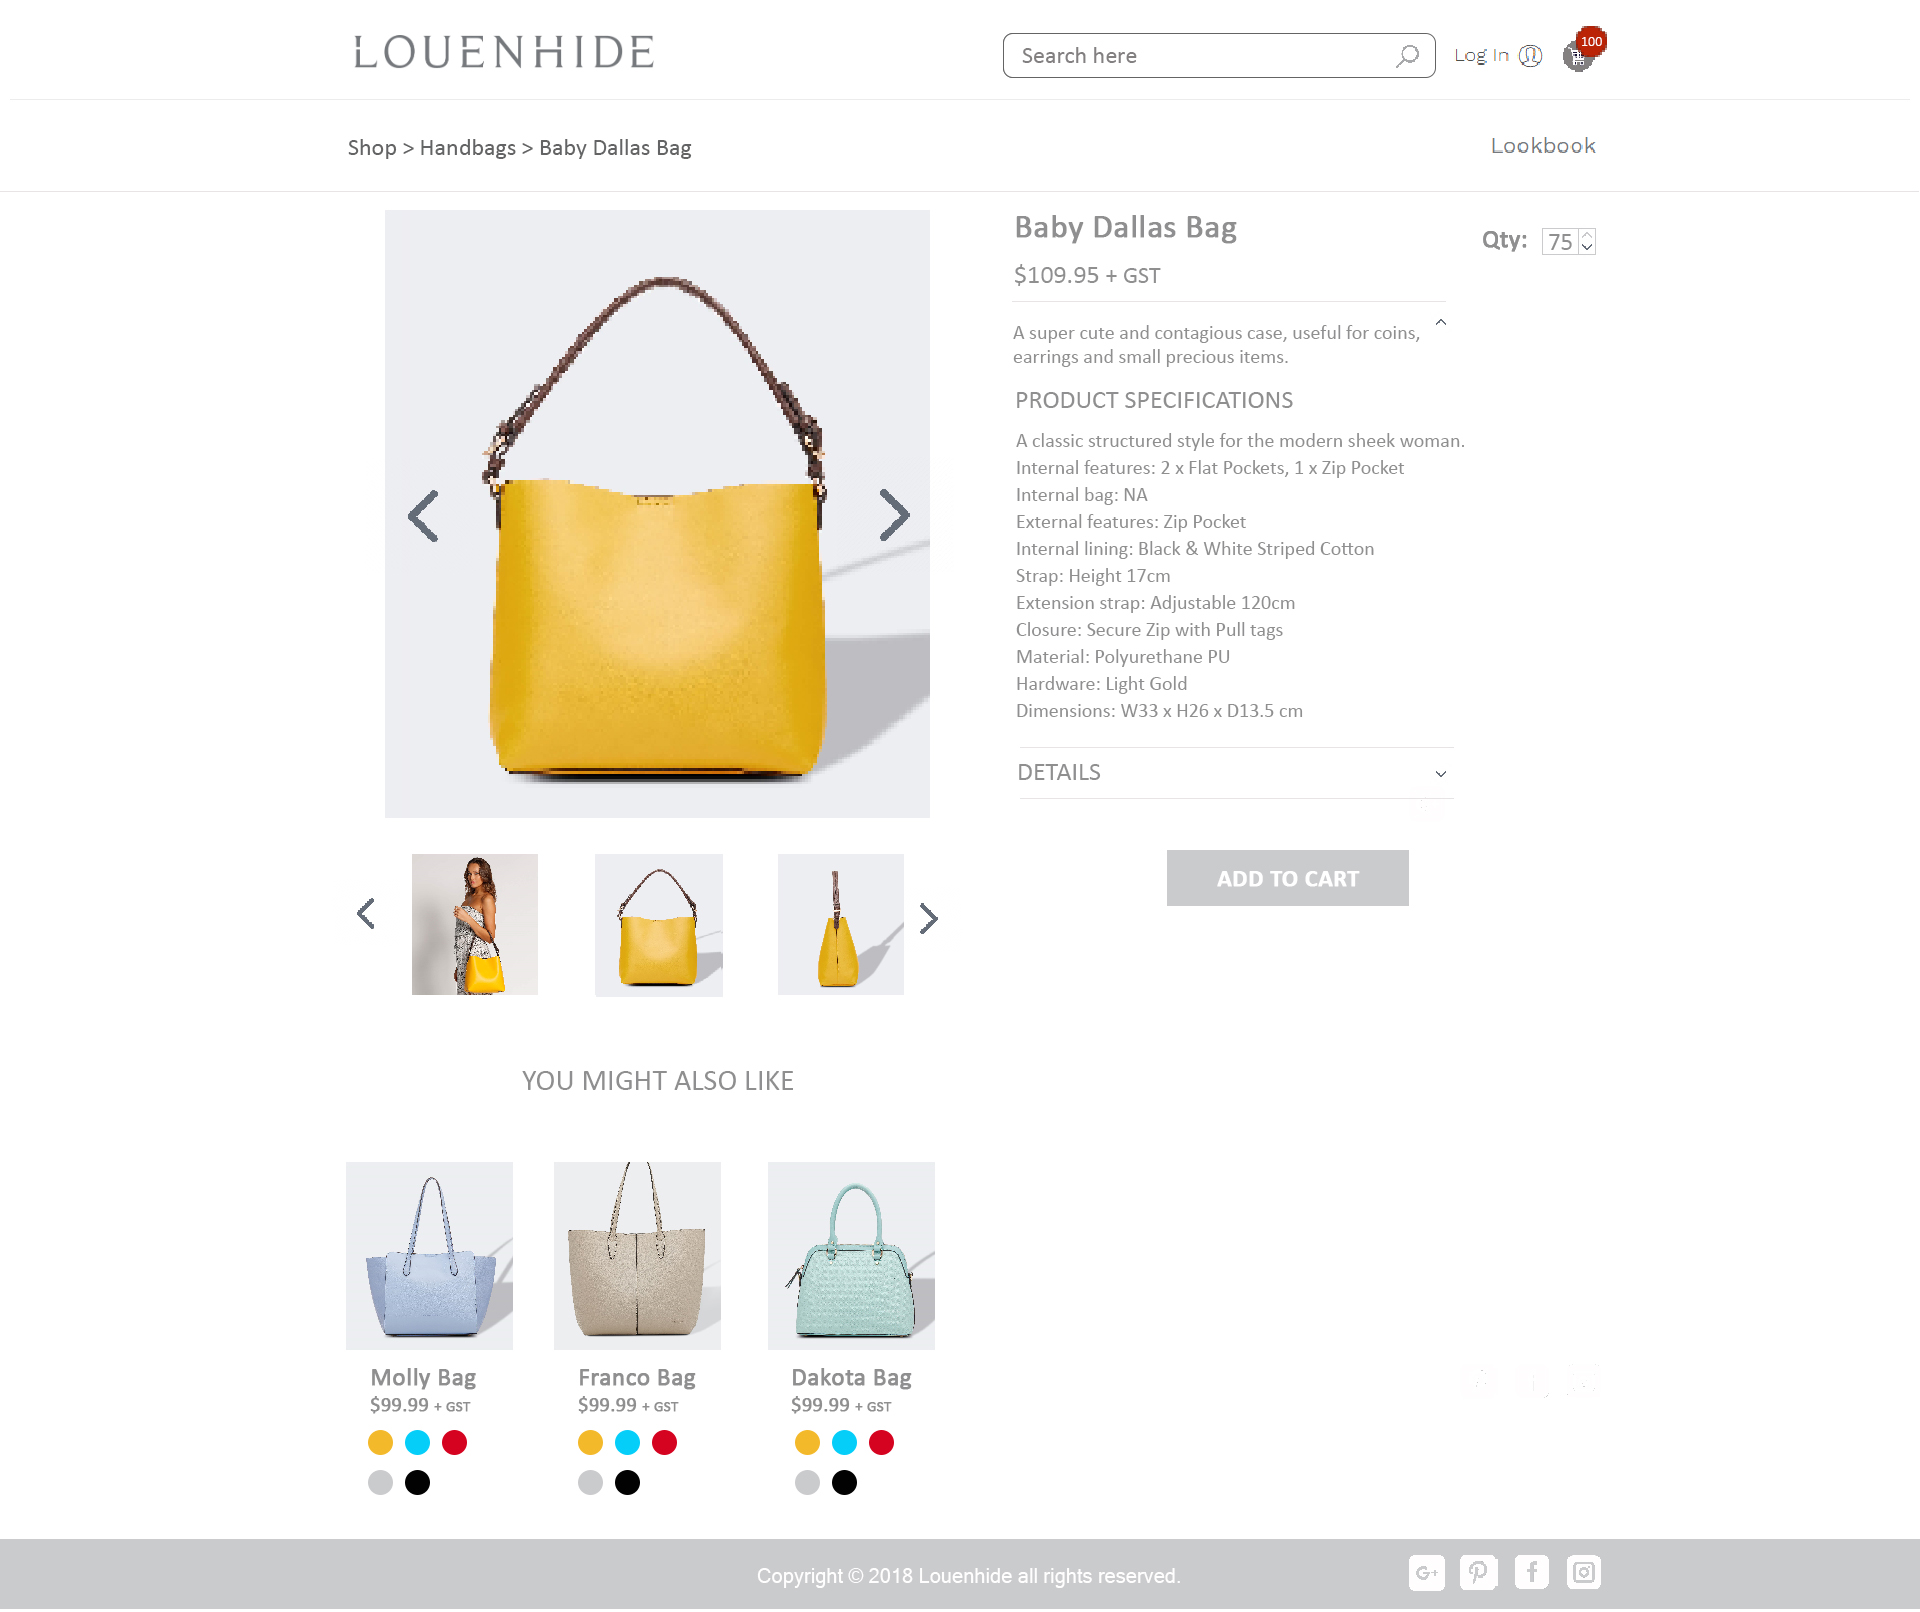 LOUENHIDE
Search here
Log In
100
Shop > Handbags > Baby Dallas Bag
Lookbook
Baby Dallas Bag
Qty: 75
$109.95 + GST
A super cute and contagious case, useful for coins,
earrings and small precious items.
PRODUCT SPECIFICATIONS
A classic structured style for the modern sheek woman.
Internal features: 2 x Flat Pockets, 1 x Zip Pocket
Internal bag: NA
External features: Zip Pocket
Internal lining: Black & White Striped Cotton
Strap: Height 17cm
Extension strap: Adjustable 120cm
Closure: Secure Zip with Pull tags
Material: Polyurethane PU
Hardware: Light Gold
Dimensions: W33 x H26 x D13.5 cm
DETAILS
ADD TO CART
YOU MIGHT ALSO LIKE
Molly Bag
$99.99 + GST
Franco Bag
$99.99 + GST
Dakota Bag
$99.99 + GST
Copyright © 2018 Louenhide all rights reserved.